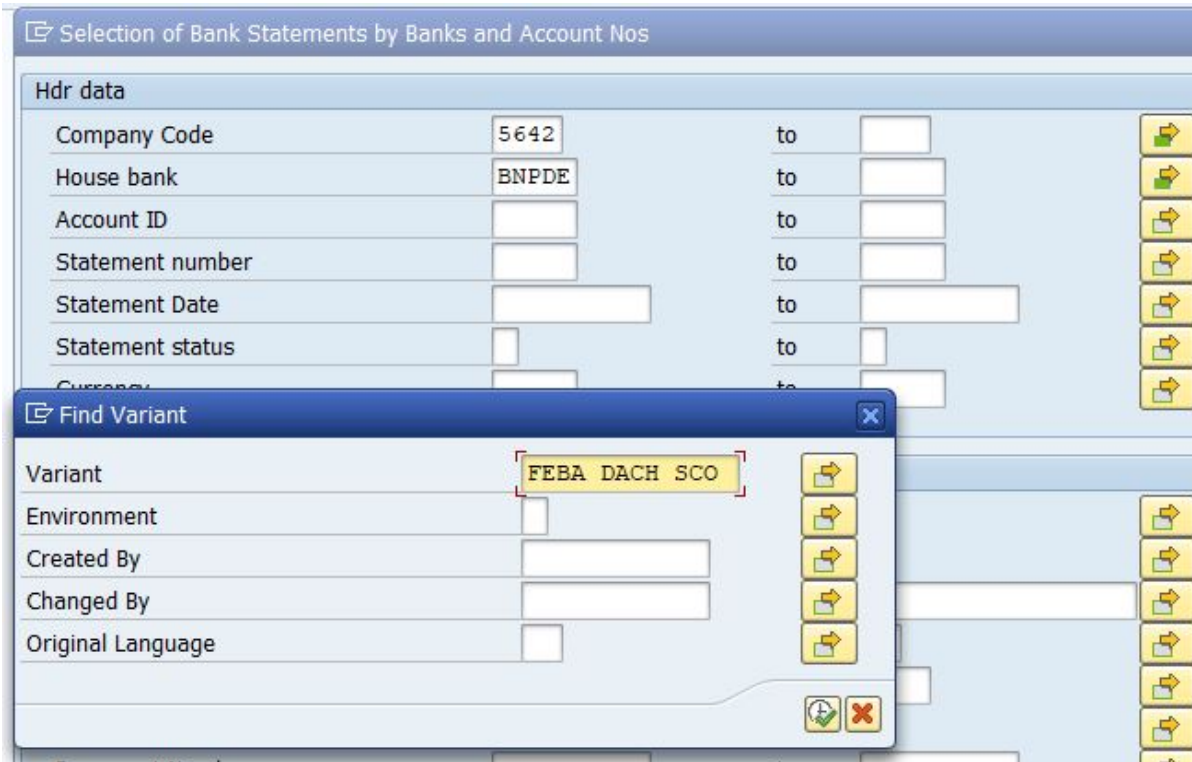 Selection of Bank Statements by Banks and Account Nos
Hdr data
Company Code 5642 to
House bank BNPDE to
Account ID to
Statement number to
Statement Date to
Statement status to
Currency to
Find Variant
Variant FEBA DACH SCO
Environment
Created By
Changed By
Original Language